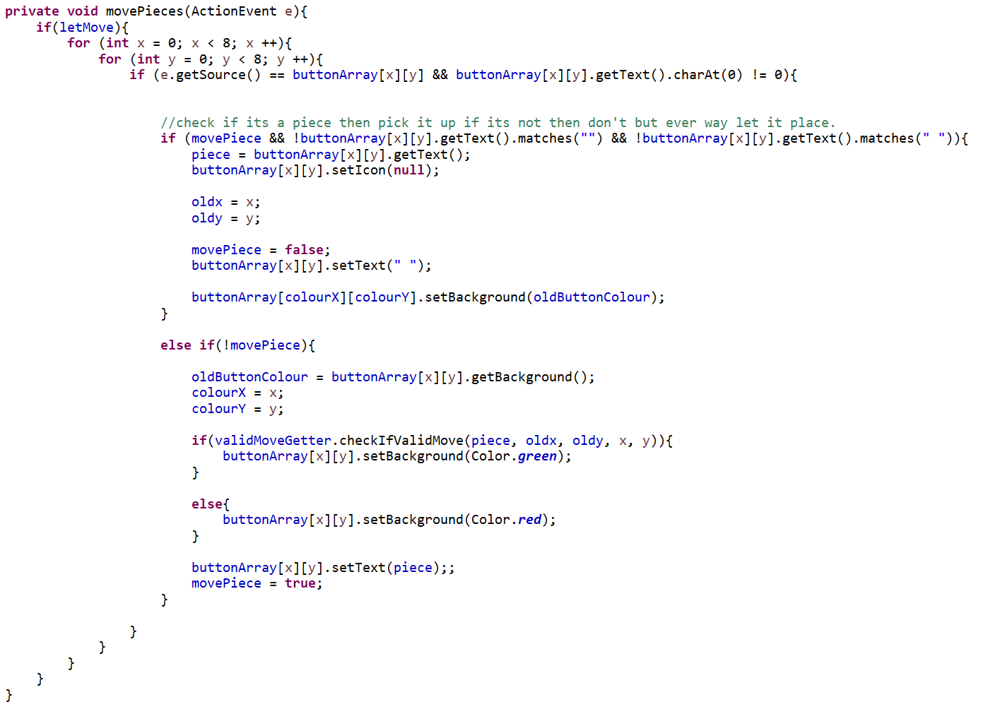 private void movePieces(ActionEvent e){
    if(letMove){
        for (int x = 0; x < 8; x ++){
            for (int y = 0; y < 8; y ++){
                if (e.getSource() == buttonArray[x][y] && buttonArray[x][y].getText().charAt(0) != 0){
                    //check if its a piece then pick it up if its not then don't but ever way let it place.
                    if (movePiece && !buttonArray[x][y].getText().matches("") && !buttonArray[x][y].getText().matches(" ")){
                        piece = buttonArray[x][y].getText();
                        buttonArray[x][y].setIcon(null);
                        oldx = x;
                        oldy = y;
                        movePiece = false;
                        buttonArray[x][y].setText(" ");
                        buttonArray[colourX][colourY].setBackground(oldButtonColour);
                    }
                    else if(!movePiece){
                        oldButtonColour = buttonArray[x][y].getBackground();
                        colourX = x;
                        colourY = y;
                        if(validMoveGetter.checkIfValidMove(piece, oldx, oldy, x, y)){
                            buttonArray[x][y].setBackground(Color.green);
                        }
                        else{
                            buttonArray[x][y].setBackground(Color.red);
                        }
                        buttonArray[x][y].setText(piece);;
                        movePiece = true;
                    }
                }
            }
        }
    }
}